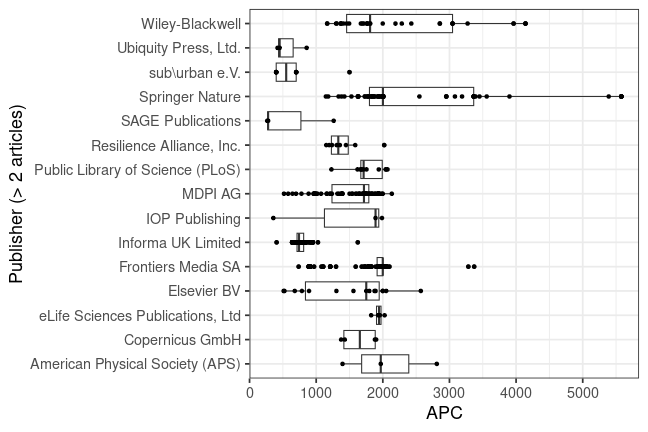 Publisher (> 2 articles)
Wiley-Blackwell
Ubiquity Press, Ltd.
sub\urban e.V.
Springer Nature
SAGE Publications
Resilience Alliance, Inc.
Public Library of Science (PLoS)
MDPI AG
IOP Publishing
Informa UK Limited
Frontiers Media SA
Elsevier BV
eLife Sciences Publications, Ltd
Copernicus GmbH
American Physical Society (APS)
0 1000 2000 3000 4000 5000
APC